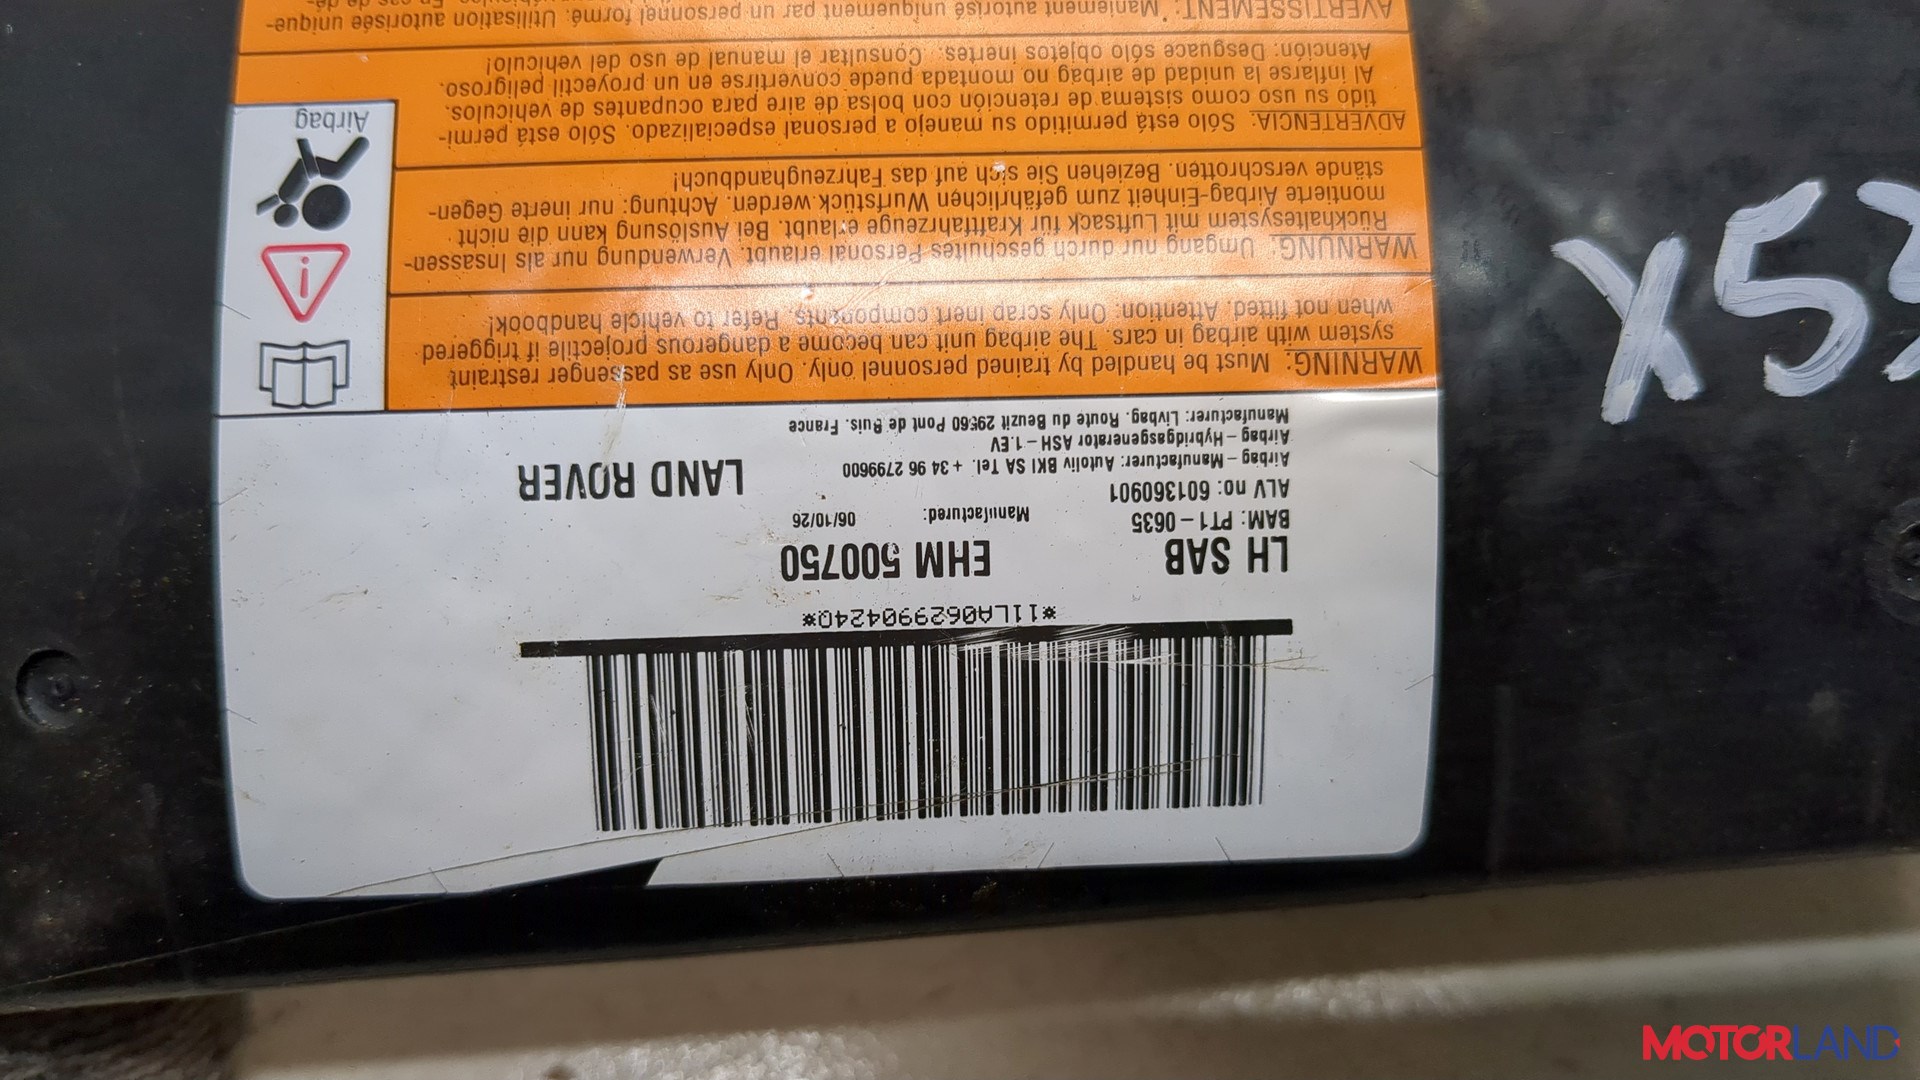 *11LA0629904240*
LH SAB EHM 500750
BAM: PT1-0635 Manufactured: 06/10/26
ALV no: 601360901
LAND ROVER
Airbag - Manufacturer: Autoliv BKI SA Tel. + 34 96 2799600
Airbag - Hybridgasgenerator ASH - 1.EV
Manufacturer: Livbag. Route du Beuzit 29560 Pont de Buis. France
WARNING: Must be handled by trained personnel only. Only use as passenger restraint
system with airbag in cars. The airbag unit can become a dangerous projectile if triggered
when not fitted. Attention: Only scrap inert components. Refer to vehicle handbook!
WARNUNG: Umgang nur durch geschultes Personal erlaubt. Verwendung nur als Insassen-
Rückhaltesystem mit Luftsack für Kraftfahrzeuge erlaubt. Bei Auslösung kann die nicht
montierte Airbag-Einheit zum gefährlichen Wurfstück werden. Achtung: nur inerte Gegen-
stände verschrotten. Beziehen Sie sich auf das Fahrzeughandbuch!
ADVERTENCIA: Sólo está permitido su manejo a personal especializado. Sólo está permi-
tido su uso como sistema de retención con bolsa de aire para ocupantes de vehiculos.
Al inflarse la unidad de airbag no montada puede convertirse en un proyectil peligroso.
Atención: Desguace sólo objetos inertes. Consultar el manual de uso del vehiculo!
AVERTISSEMENT: Maniement autorisé uniquement par un personnel formé. Utilisation autorisée unique-
Airbag
X5
MOTORLAND